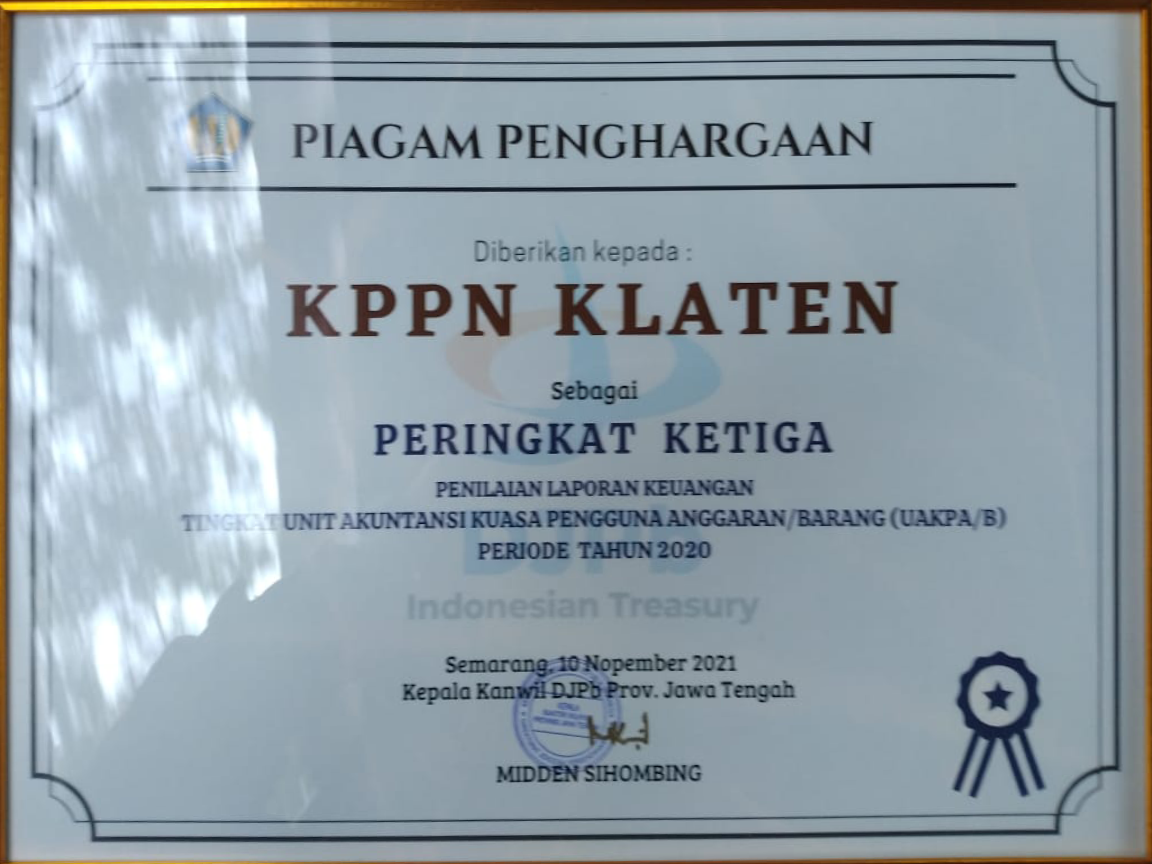 PIAGAM PENGHARGAAN
Diberikan kepada :
KPPN KLATEN
Sebagai
PERINGKAT KETIGA
PENILAIAN LAPORAN KEUANGAN
TINGKAT UNIT AKUNTANSI KUASA PENGGUNA ANGGARAN/BARANG (UAKPA/B)
PERIODE TAHUN 2020
DJPb
Indonesian Treasury
Semarang, 10 Nopember 2021
Kepala Kanwil DJPb Prov. Jawa Tengah
MIDDEN SIHOMBING